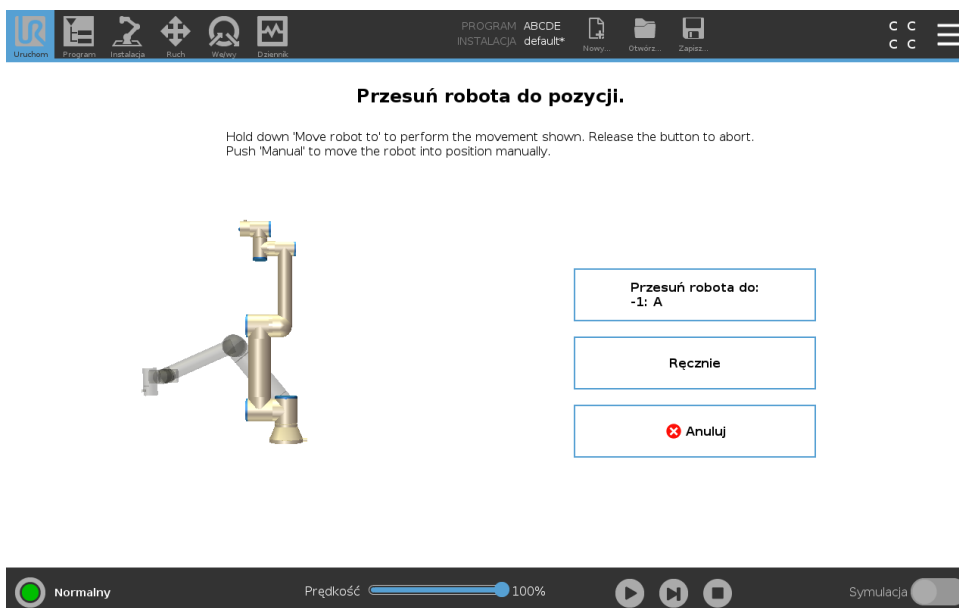 PROGRAM ABCDE
INSTALACJA default*
Uruchom Program Instalacja Ruch We/wy Dziennik Nowy... Otwórz... Zapisz...
C C
C C
Przesuń robota do pozycji.
Hold down 'Move robot to' to perform the movement shown. Release the button to abort.
Push 'Manual' to move the robot into position manually.
Przesuń robota do:
-1: A
Ręcznie
Anuluj
Normalny Prędkość 100% Symulacja